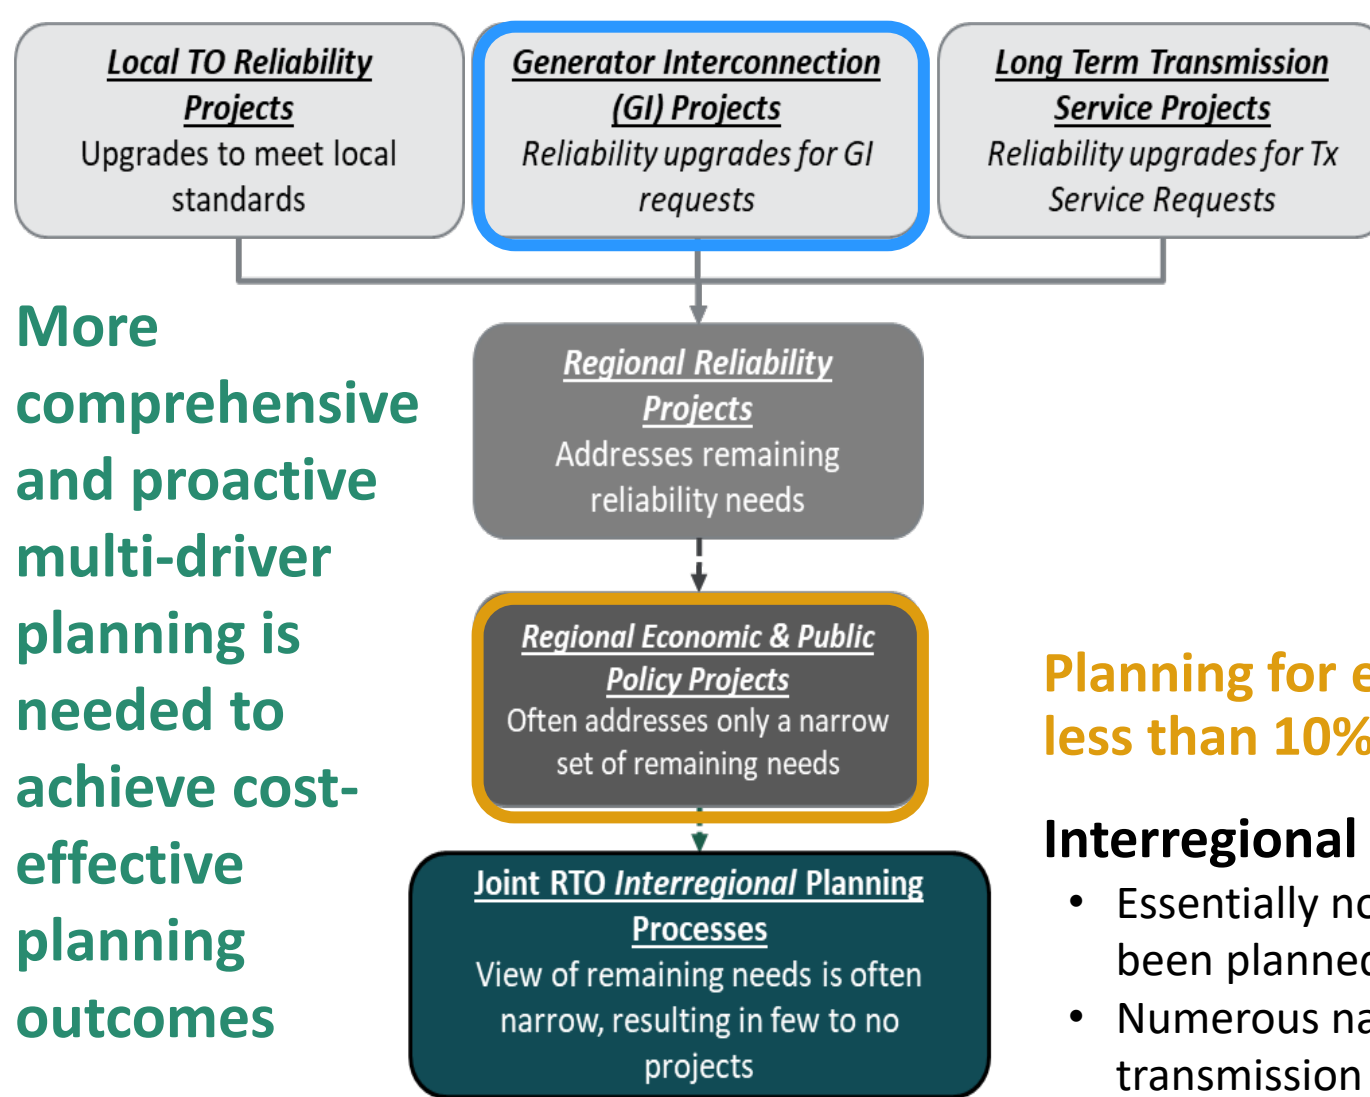 Local TO Reliability
Projects
Upgrades to meet local
standards
Generator Interconnection
(GI) Projects
Reliability upgrades for GI
requests
Long Term Transmission
Service Projects
Reliability upgrades for Tx
Service Requests
More
comprehensive
and proactive
multi-driver
planning is
needed to
achieve cost-
effective
planning
outcomes
Regional Reliability
Projects
Addresses remaining
reliability needs
Regional Economic & Public
Policy Projects
Often addresses only a narrow
set of remaining needs
Joint RTO Interregional Planning
Processes
View of remaining needs is often
narrow, resulting in few to no
projects
Planning for
less than 10%
Interregional
• Essentially
been
• Numerous
transmission